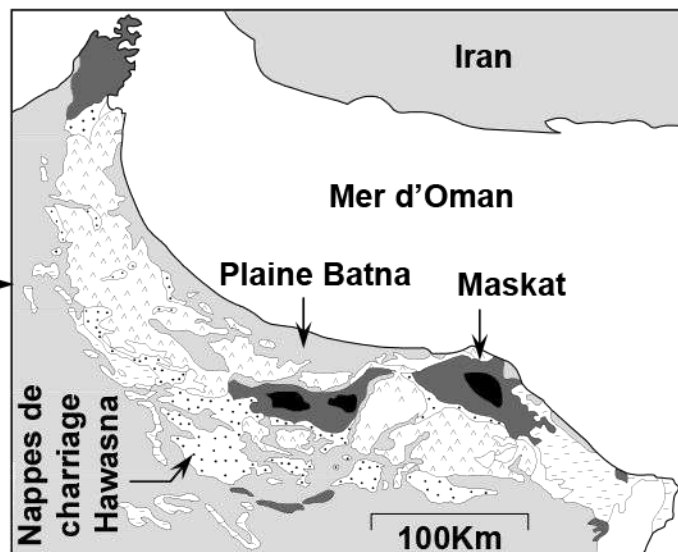 Iran
Mer d'Oman
Plaine Batna
Maskat
Nappes de
charriage
Hawasna
100Km